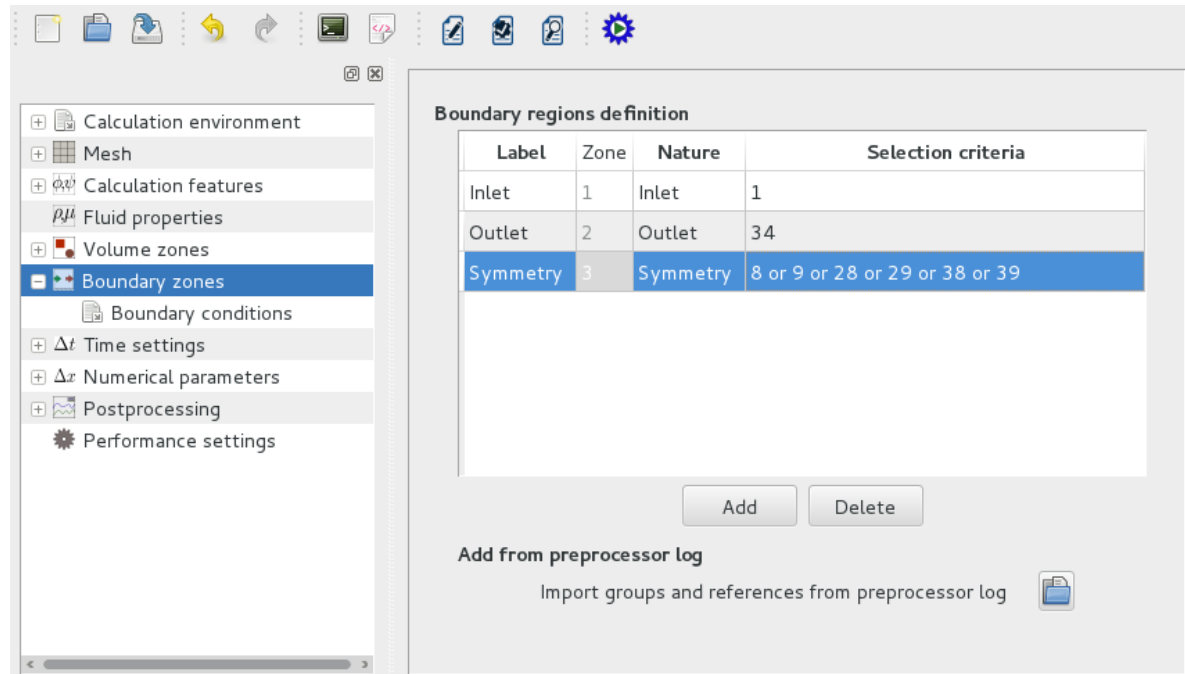 Calculation environment
Mesh
φ,ψ Calculation features
ρ,μ Fluid properties
Volume zones
Boundary zones
Boundary conditions
Δt Time settings
Δx Numerical parameters
Postprocessing
Performance settings
Boundary regions definition
Label Zone Nature Selection criteria
Inlet 1 Inlet 1
Outlet 2 Outlet 34
Symmetry 3 Symmetry 8 or 9 or 28 or 29 or 38 or 39
Add Delete
Add from preprocessor log
Import groups and references from preprocessor log